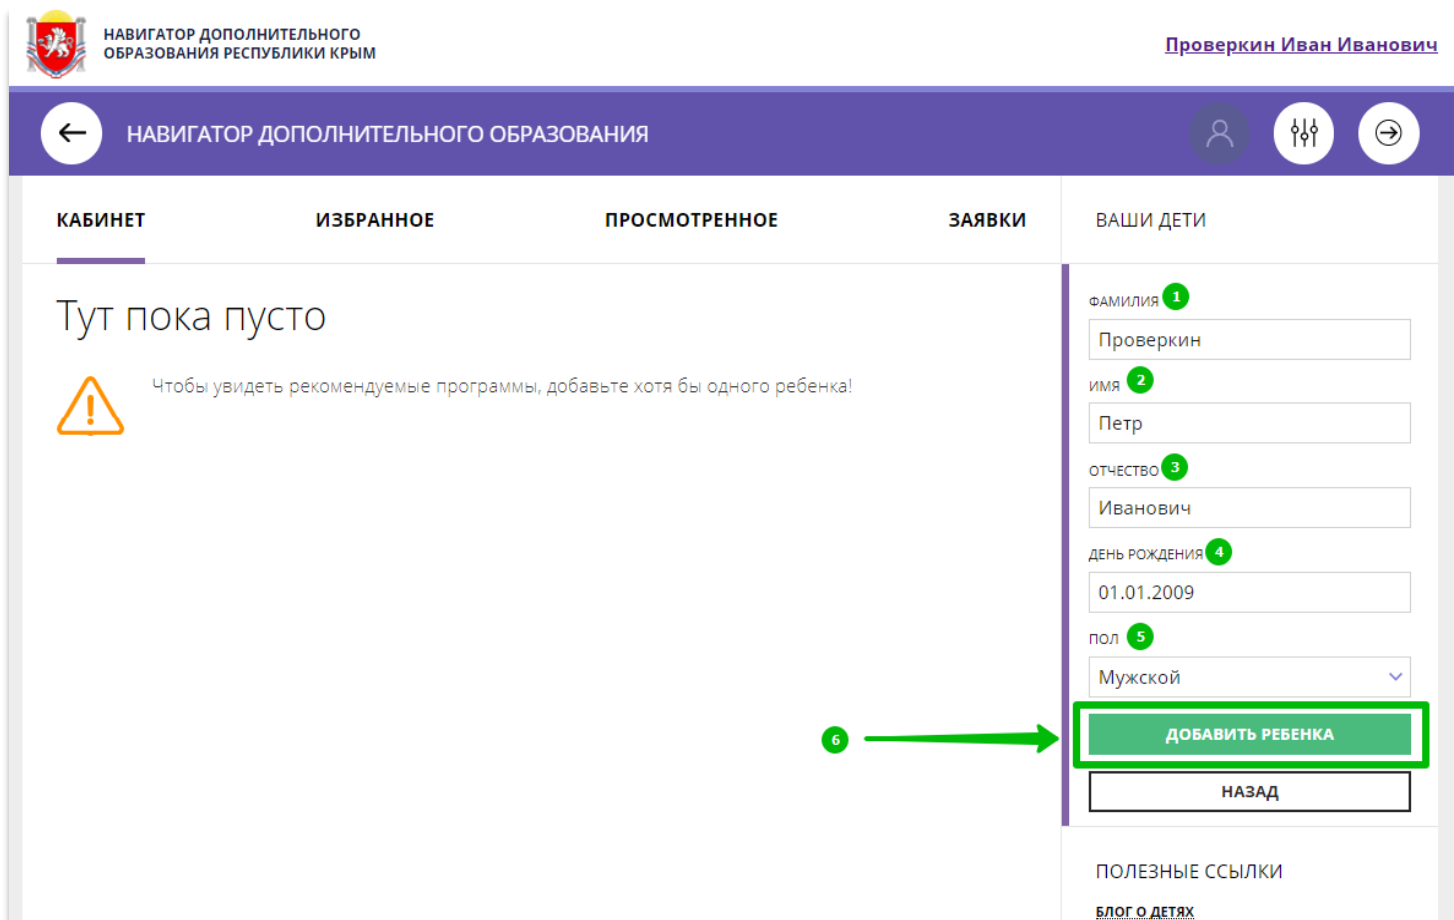 НАВИГАТОР ДОПОЛНИТЕЛЬНОГО
ОБРАЗОВАНИЯ РЕСПУБЛИКИ КРЫМ
Проверкин Иван Иванович
НАВИГАТОР ДОПОЛНИТЕЛЬНОГО ОБРАЗОВАНИЯ
КАБИНЕТ
ИЗБРАННОЕ
ПРОСМОТРЕННОЕ
ЗАЯВКИ
Тут пока пусто
Чтобы увидеть рекомендуемые программы, добавьте хотя бы одного ребенка!
ВАШИ ДЕТИ
ФАМИЛИЯ 1
Проверкин
ИМЯ 2
Петр
ОТЧЕСТВО 3
Иванович
ДЕНЬ РОЖДЕНИЯ 4
01.01.2009
ПОЛ 5
Мужской
6
ДОБАВИТЬ РЕБЕНКА
НАЗАД
ПОЛЕЗНЫЕ ССЫЛКИ
БЛОГ О ДЕТЯХ